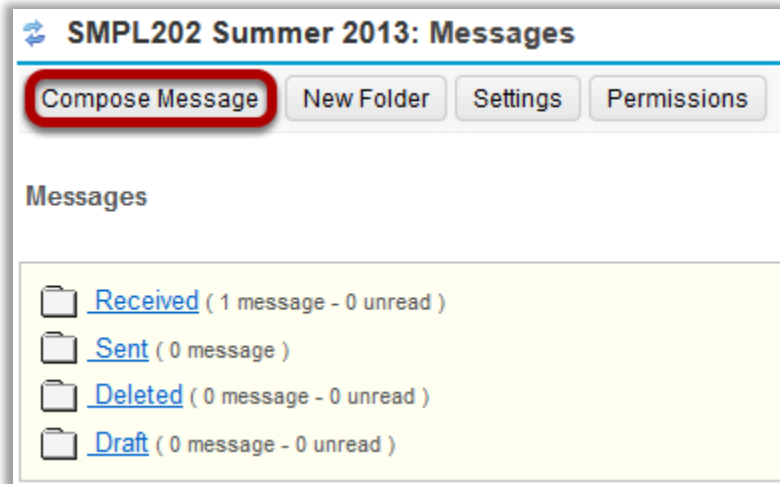 SMPL202 Summer 2013: Messages
Compose Message New Folder Settings Permissions
Messages
Received ( 1 message - 0 unread )
Sent ( 0 message )
Deleted ( 0 message - 0 unread )
Draft ( 0 message - 0 unread )